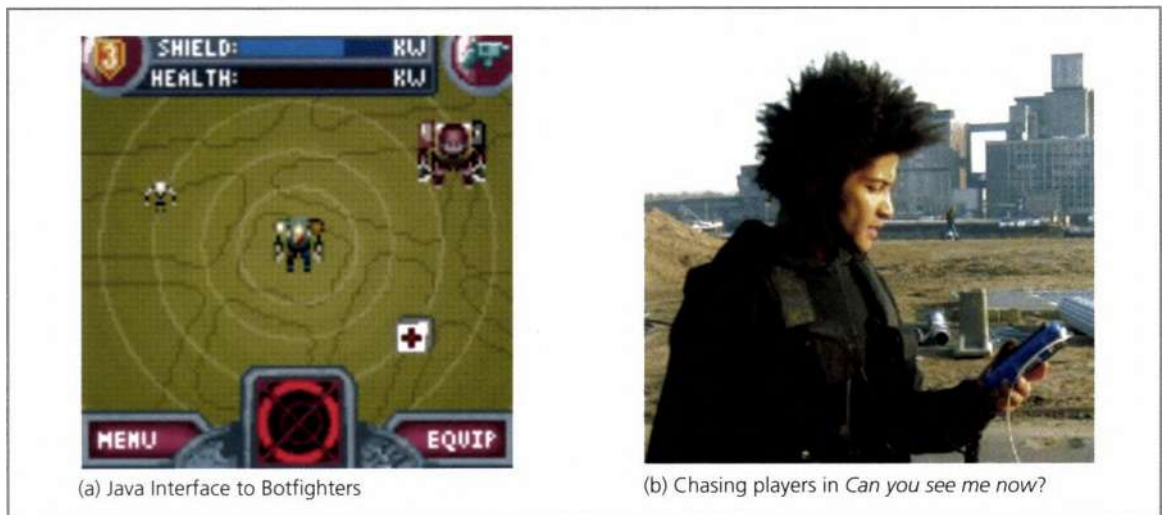 3
SHIELD: KW
HEALTH: KW
MENU
EQUIP
(a) Java Interface to Botfighters
(b) Chasing players in Can you see me now?